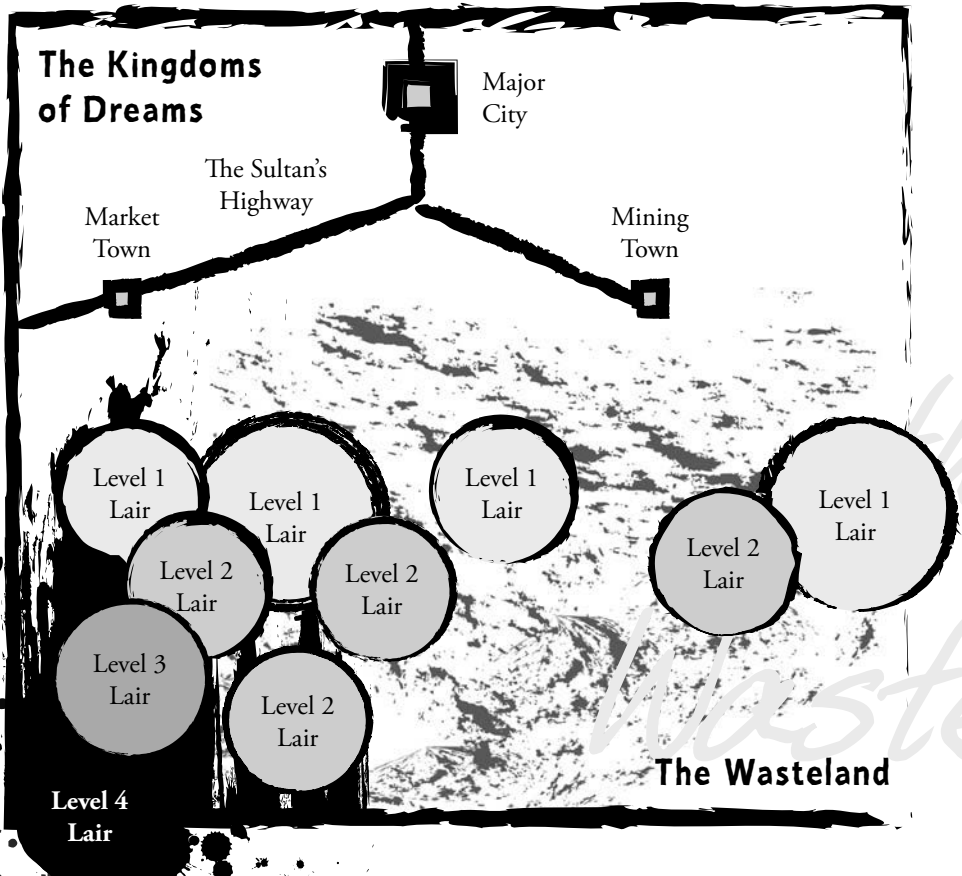 The Kingdoms
of Dreams
Major
City
The Sultan's
Highway
Market
Town
Mining
Town
Level 1
Lair
Level 1
Lair
Level 1
Lair
Level 1
Lair
Level 2
Lair
Level 2
Lair
Level 2
Lair
Level 3
Lair
Level 2
Lair
Waste
The Wasteland
Level 4
Lair